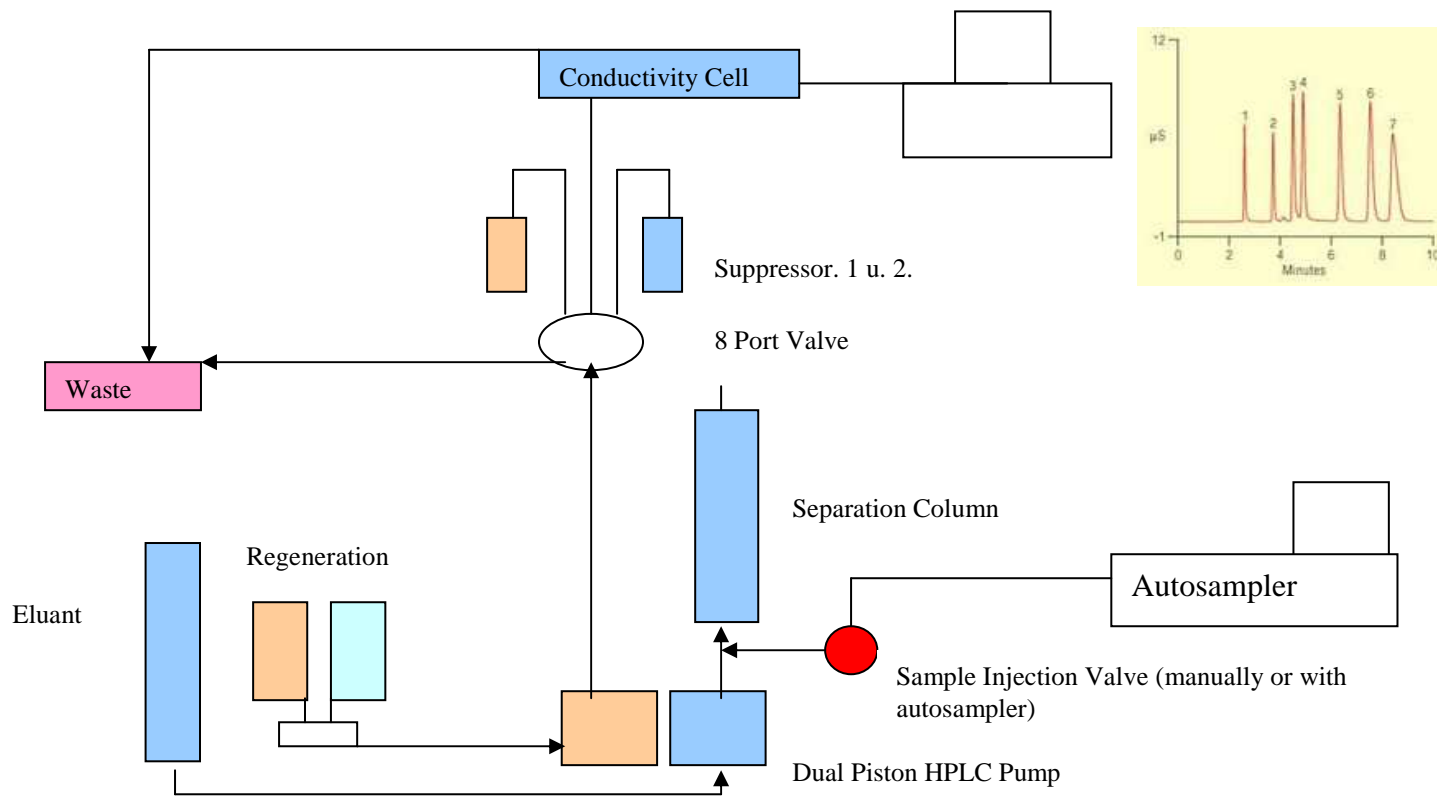 Conductivity Cell
12
µS
-1
1
2
3
4
5
6
7
0
2
4
6
8
10
Minutes
Suppressor. 1 u. 2.
8 Port Valve
Waste
Separation Column
Regeneration
Eluant
Autosampler
Sample Injection Valve (manually or with
autosampler)
Dual Piston HPLC Pump